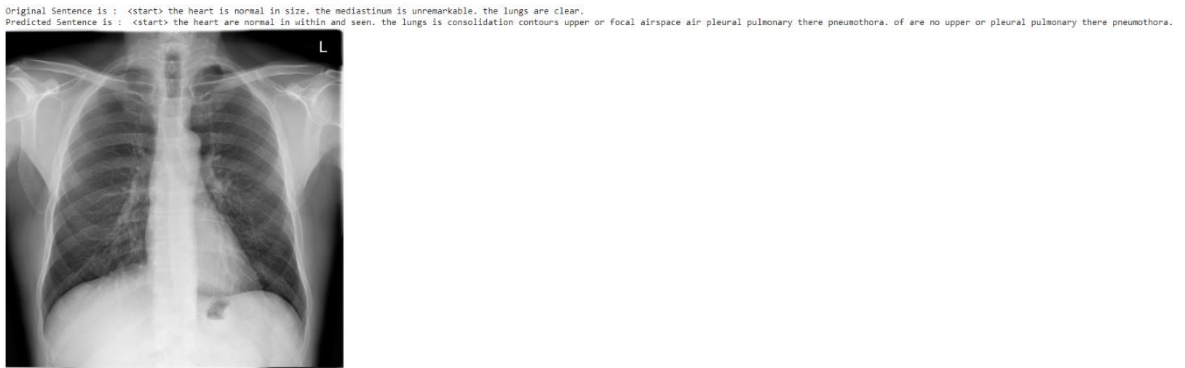 Original Sentence is : <start> the heart is normal in size. the mediastinum is unremarkable. the lungs are clear.
Predicted Sentence is : <start> the heart are normal in within and seen. the lungs is consolidation contours upper or focal airspace air pleural pulmonary there pneumothora. of are no upper or pleural pulmonary there pneumothora.
L